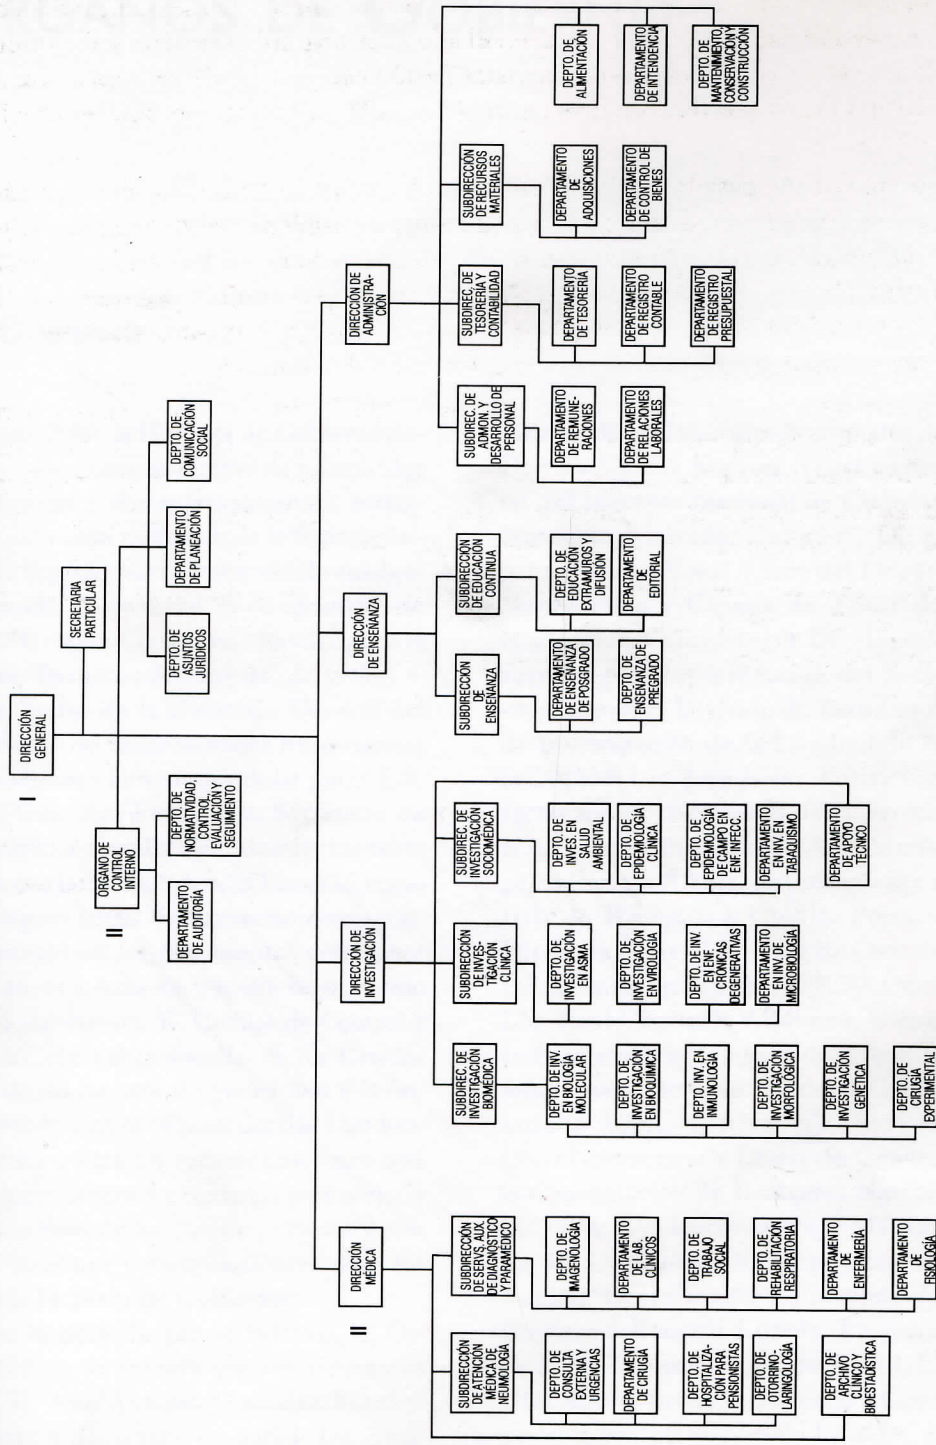 I
DIRECCIÓN
GENERAL
SECRETARIA
PARTICULAR
II
ORGANO DE
CONTROL
INTERNO
DEPARTAMENTO
DE AUDITORÍA
DEPTO. DE
NORMATIVIDAD,
CONTROL,
EVALUACIÓN Y
SEGUIMIENTO
DEPTO. DE
ASUNTOS
JURÍDICOS
DEPARTAMENTO
DE PLANEACIÓN
DEPTO. DE
COMUNICACIÓN
SOCIAL
II
DIRECCIÓN
MÉDICA
DIRECCIÓN DE
INVESTIGACIÓN
DIRECCIÓN
DE ENSEÑANZA
DIRECCIÓN DE
ADMINISTRA-
CIÓN
SUBDIRECCIÓN
DE ATENCIÓN
MÉDICA DE
NEUMOLOGÍA
DEPTO. DE
CONSULTA
EXTERNA Y
URGENCIAS
DEPARTAMENTO
DE CIRUGÍA
DEPTO. DE
HOSPITALIZA-
CIÓN PARA
PENSIONISTAS
DEPTO. DE
OTORRINO-
LARINGOLOGÍA
DEPTO. DE
ARCHIVO
CLÍNICO Y
BIOESTADÍSTICA
SUBDIRECCIÓN
DE SERVS. AUX.
DE DIAGNÓSTICO
Y PARAMÉDICO
DEPTO. DE
IMAGENOLOGÍA
DEPARTAMENTO
DE LAB.
CLÍNICOS
DEPTO. DE
TRABAJO
SOCIAL
DEPTO. DE
REHABILITACIÓN
RESPIRATORIA
DEPARTAMENTO
DE
ENFERMERÍA
DEPARTAMENTO
DE
FISIOLOGÍA
SUBDIREC. DE
INVESTIGACIÓN
BIOMÉDICA
DEPTO. DE INV.
EN BIOLOGÍA
MOLECULAR
DEPTO. DE
INVESTIGACIÓN
EN BIOQUÍMICA
DEPTO. INV. EN
INMUNOLOGÍA
DEPTO. DE
INVESTIGACIÓN
MORFOLÓGICA
DEPTO. DE
INVESTIGACIÓN
GENÉTICA
DEPTO. DE
CIRUGIA
EXPERIMENTAL
SUBDIRECCIÓN
DE INVES-
TIGACIÓN
CLÍNICA
DEPTO. DE
INVESTIGACIÓN
EN ASMA
DEPTO. DE
INVESTIGACIÓN
EN VIROLOGÍA
DEPTO. DE INV.
EN ENF.
CRÓNICAS
DEGENERATIVAS
DEPARTAMENTO
EN INV. DE
MICROBIOLOGÍA
SUBDIREC. DE
INVESTIGACIÓN
SOCIOMÉDICA
DEPTO. DE
INVES. EN
SALUD
AMBIENTAL
DEPTO. DE
EPIDEMIOLOGÍA
CLÍNICA
DEPTO. DE
EPIDEMIOLOGÍA
DE CAMPO EN
ENF. INFECC.
DEPARTAMENTO
EN INV. EN
TABAQUISMO
DEPARTAMENTO
DE APOYO
TÉCNICO
SUBDIRECCIÓN
DE
ENSEÑANZA
DEPARTAMENTO
DE ENSEÑANZA
DE POSGRADO
DEPTO. DE
ENSEÑANZA DE
PREGRADO
SUBDIRECCIÓN
DE EDUCACIÓN
CONTINUA
DEPTO. DE
EDUCACIÓN
EXTRAMUROS Y
DIFUSIÓN
DEPARTAMENTO
DE
EDITORIAL
SUBDIREC. DE
ADMON. Y
DESARROLLO DE
PERSONAL
DEPARTAMENTO
DE REMUNE-
RACIONES
DEPARTAMENTO
DE RELACIONES
LABORALES
SUBDIREC. DE
TESORERIA Y
CONTABILIDAD
DEPARTAMENTO
DE TESORERIA
DEPARTAMENTO
DE REGISTRO
CONTABLE
DEPARTAMENTO
DE REGISTRO
PRESUPUESTAL
SUBDIRECCIÓN
DE RECURSOS
MATERIALES
DEPARTAMENTO
DE
ADQUISICIONES
DEPARTAMENTO
DE CONTROL DE
BIENES
DEPTO. DE
ALIMENTACIÓN
DEPARTAMENTO
DE INTENDENCIA
DEPTO. DE
MANTENIMIENTO,
CONSERVACIÓN Y
CONSTRUCCIÓN